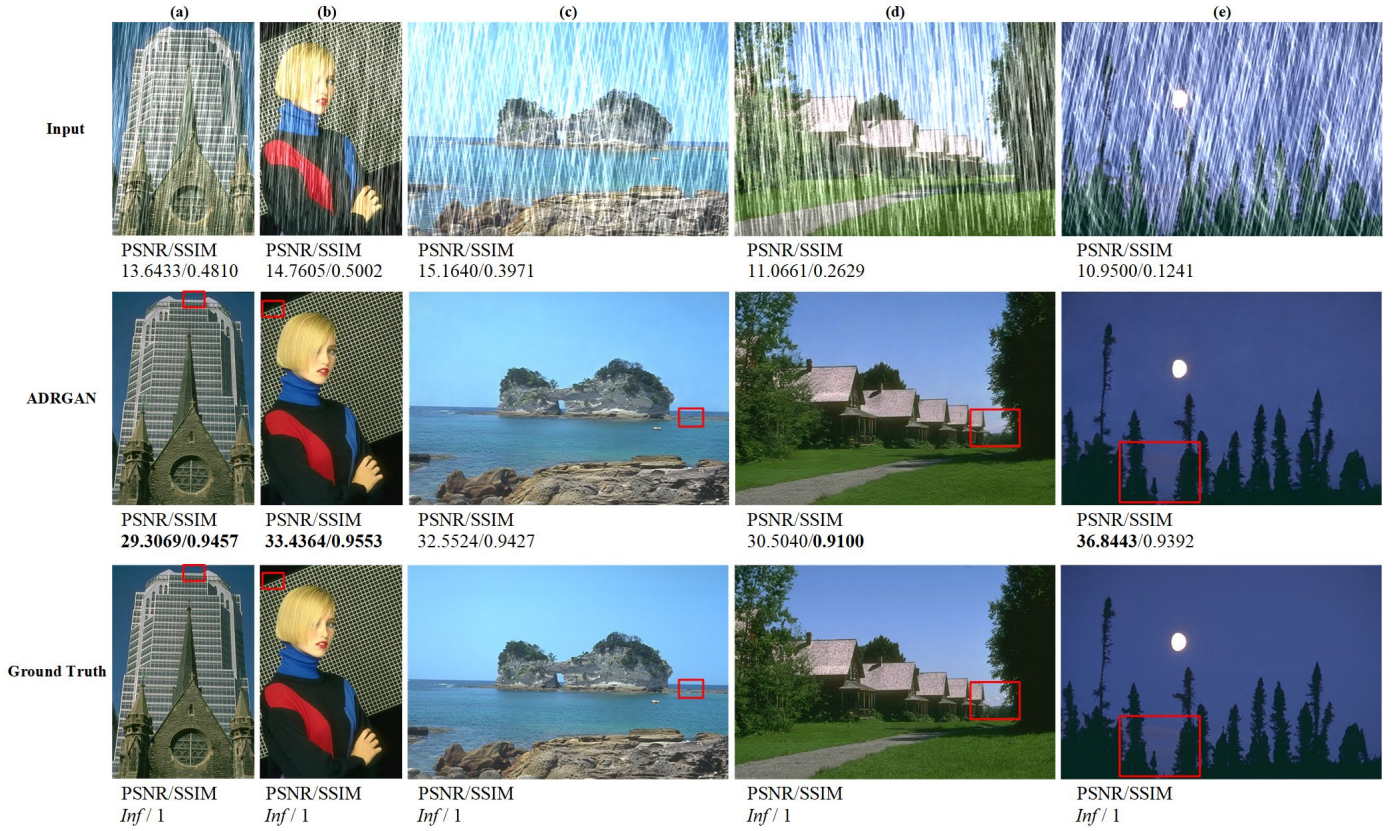 (a) (b) (c) (d) (e)
Input
PSNR/SSIM PSNR/SSIM PSNR/SSIM PSNR/SSIM PSNR/SSIM
13.6433/0.4810 14.7605/0.5002 15.1640/0.3971 11.0661/0.2629 10.9500/0.1241
ADRGAN
PSNR/SSIM PSNR/SSIM PSNR/SSIM PSNR/SSIM PSNR/SSIM
29.3069/0.9457 33.4364/0.9553 32.5524/0.9427 30.5040/0.9100 36.8443/0.9392
Ground Truth
PSNR/SSIM PSNR/SSIM PSNR/SSIM PSNR/SSIM PSNR/SSIM
Inf / 1 Inf / 1 Inf / 1 Inf / 1 Inf / 1